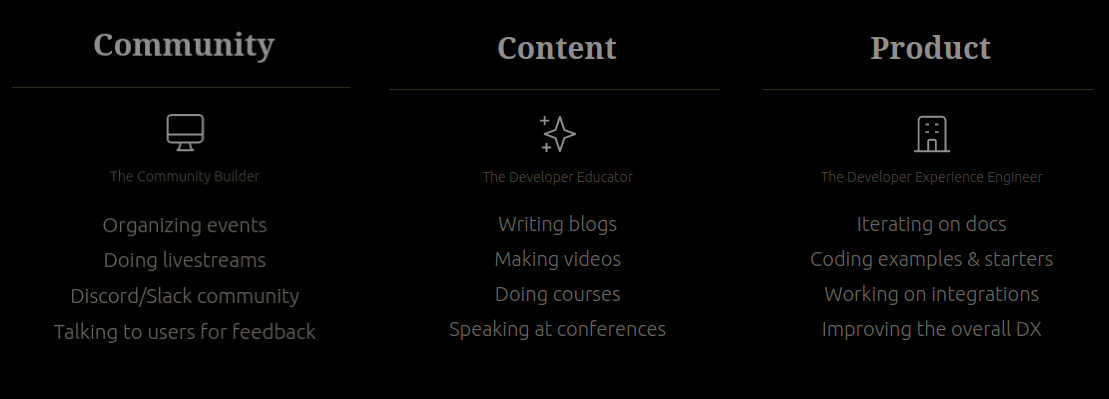 Community
The Community Builder
Organizing events
Doing livestreams
Discord/Slack community
Talking to users for feedback
Content
The Developer Educator
Writing blogs
Making videos
Doing courses
Speaking at conferences
Product
The Developer Experience Engineer
Iterating on docs
Coding examples & starters
Working on integrations
Improving the overall DX